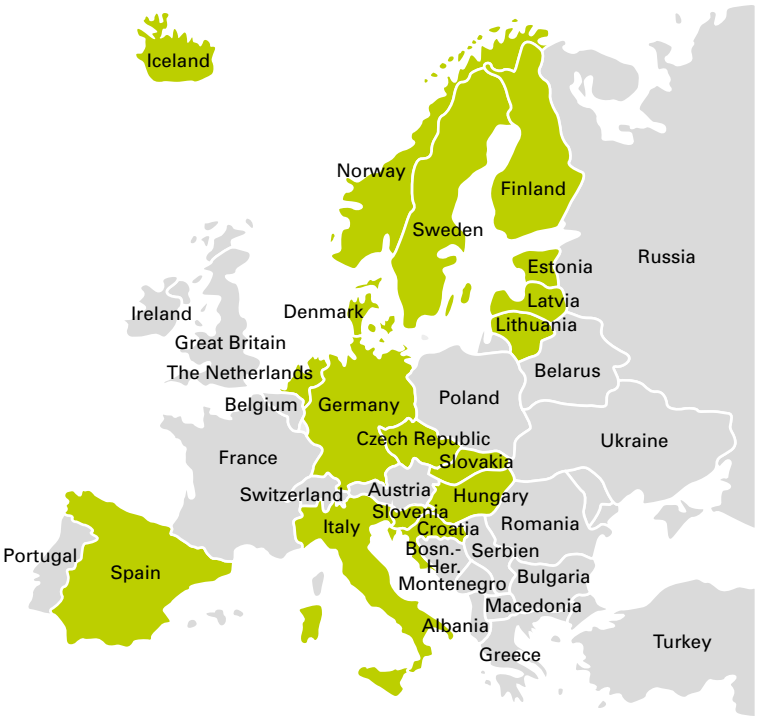 Iceland
Norway
Finland
Sweden
Russia
Estonia
Latvia
Lithuania
Denmark
Ireland
Great Britain
The Netherlands
Belarus
Belgium
Germany
Poland
Czech Republic
Ukraine
France
Slovakia
Switzerland
Austria
Hungary
Slovenia
Italy
Croatia
Romania
Bosn.-
Her.
Serbien
Portugal
Spain
Montenegro
Bulgaria
Macedonia
Albania
Greece
Turkey